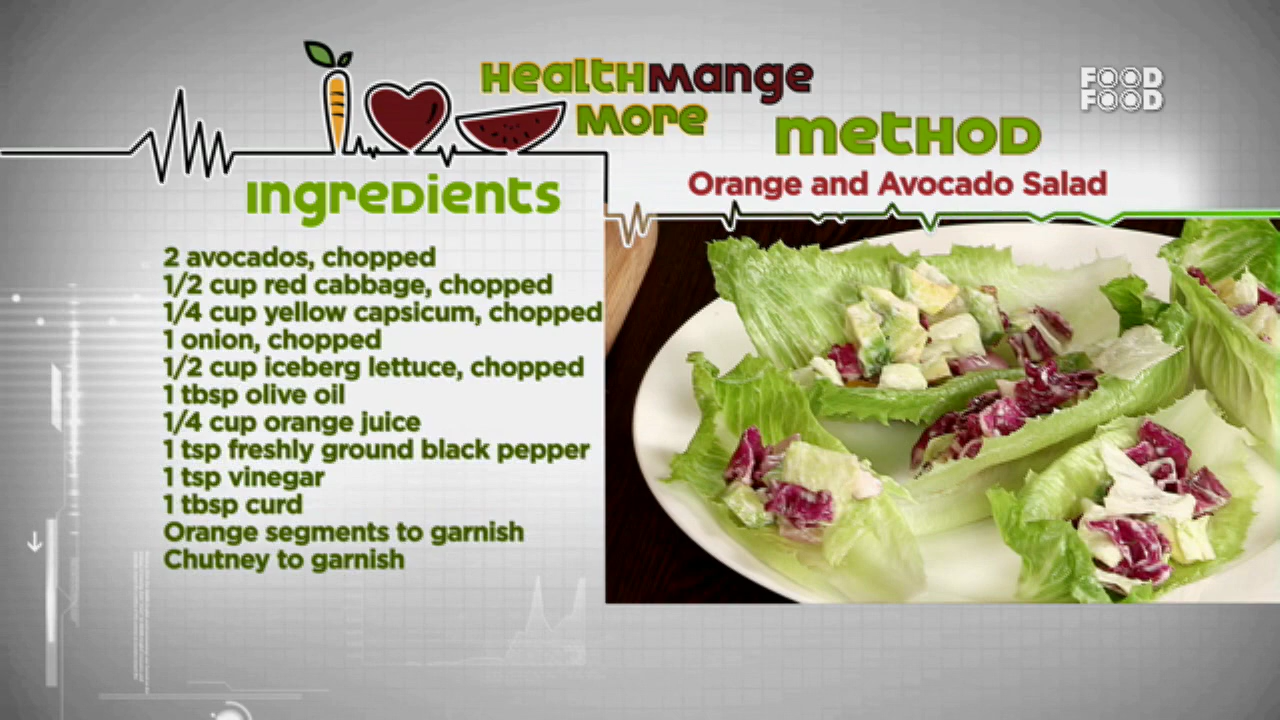 HealthMange
More
FOOD
FOOD
Method
Orange and Avocado Salad
Ingredients
2 avocados, chopped
1/2 cup red cabbage, chopped
1/4 cup yellow capsicum, chopped
1 onion, chopped
1/2 cup iceberg lettuce, chopped
1 tbsp olive oil
1/4 cup orange juice
1 tsp freshly ground black pepper
1 tsp vinegar
1 tbsp curd
Orange segments to garnish
Chutney to garnish